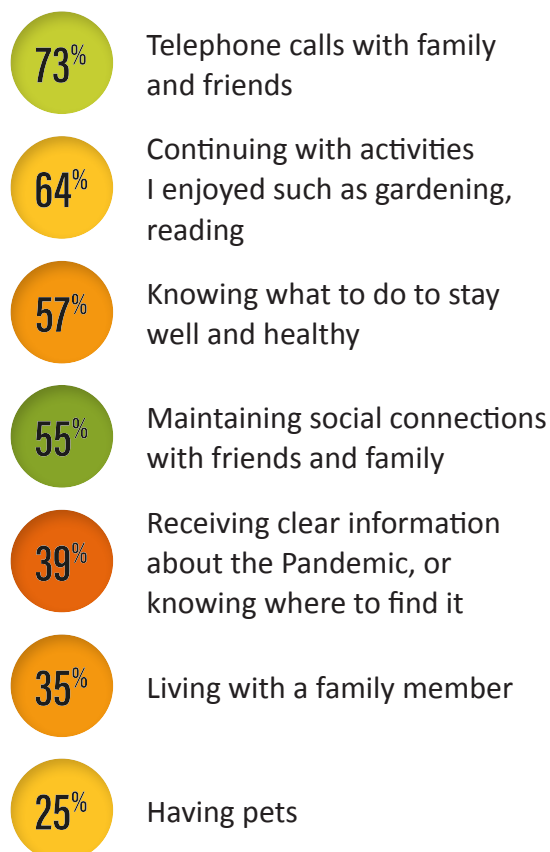 73%
Telephone calls with family
and friends
64%
Continuing with activities
I enjoyed such as gardening,
reading
57%
Knowing what to do to stay
well and healthy
55%
Maintaining social connections
with friends and family
39%
Receiving clear information
about the Pandemic, or
knowing where to find it
35%
Living with a family member
25%
Having pets